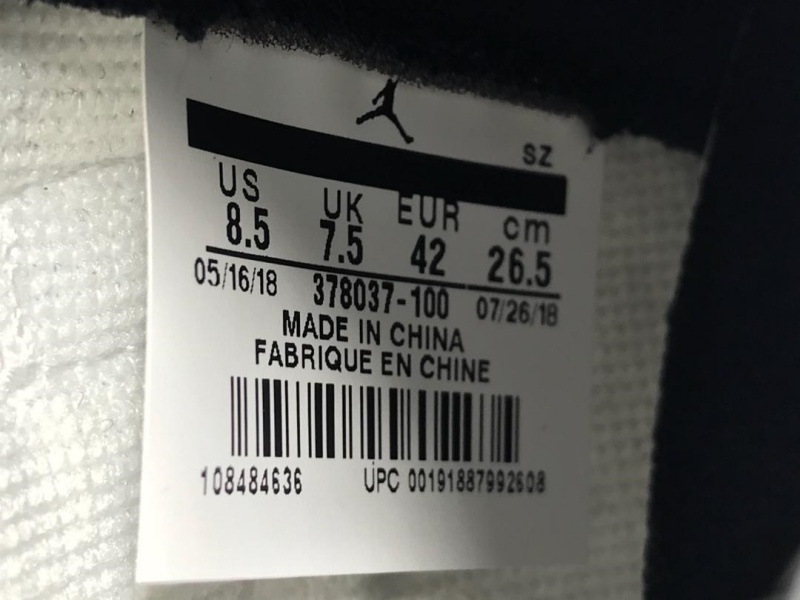 SZ
US UK EUR cm
8.5 7.5 42 26.5
05/16/18 378037-100 07/26/18
MADE IN CHINA
FABRIQUE EN CHINE
108484636 UPC 00191887992608